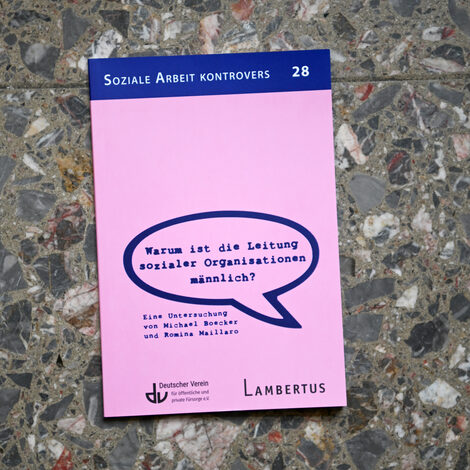 SOZIALE ARBEIT KONTROVERS 28
Warum ist die Leitung
sozialer Organisationen
männlich?
Eine Untersuchung
von Michael Boecker
und Romina Maillaro
dv Deutscher Verein
für öffentliche und
private Fürsorge e.V.
LAMBERTUS